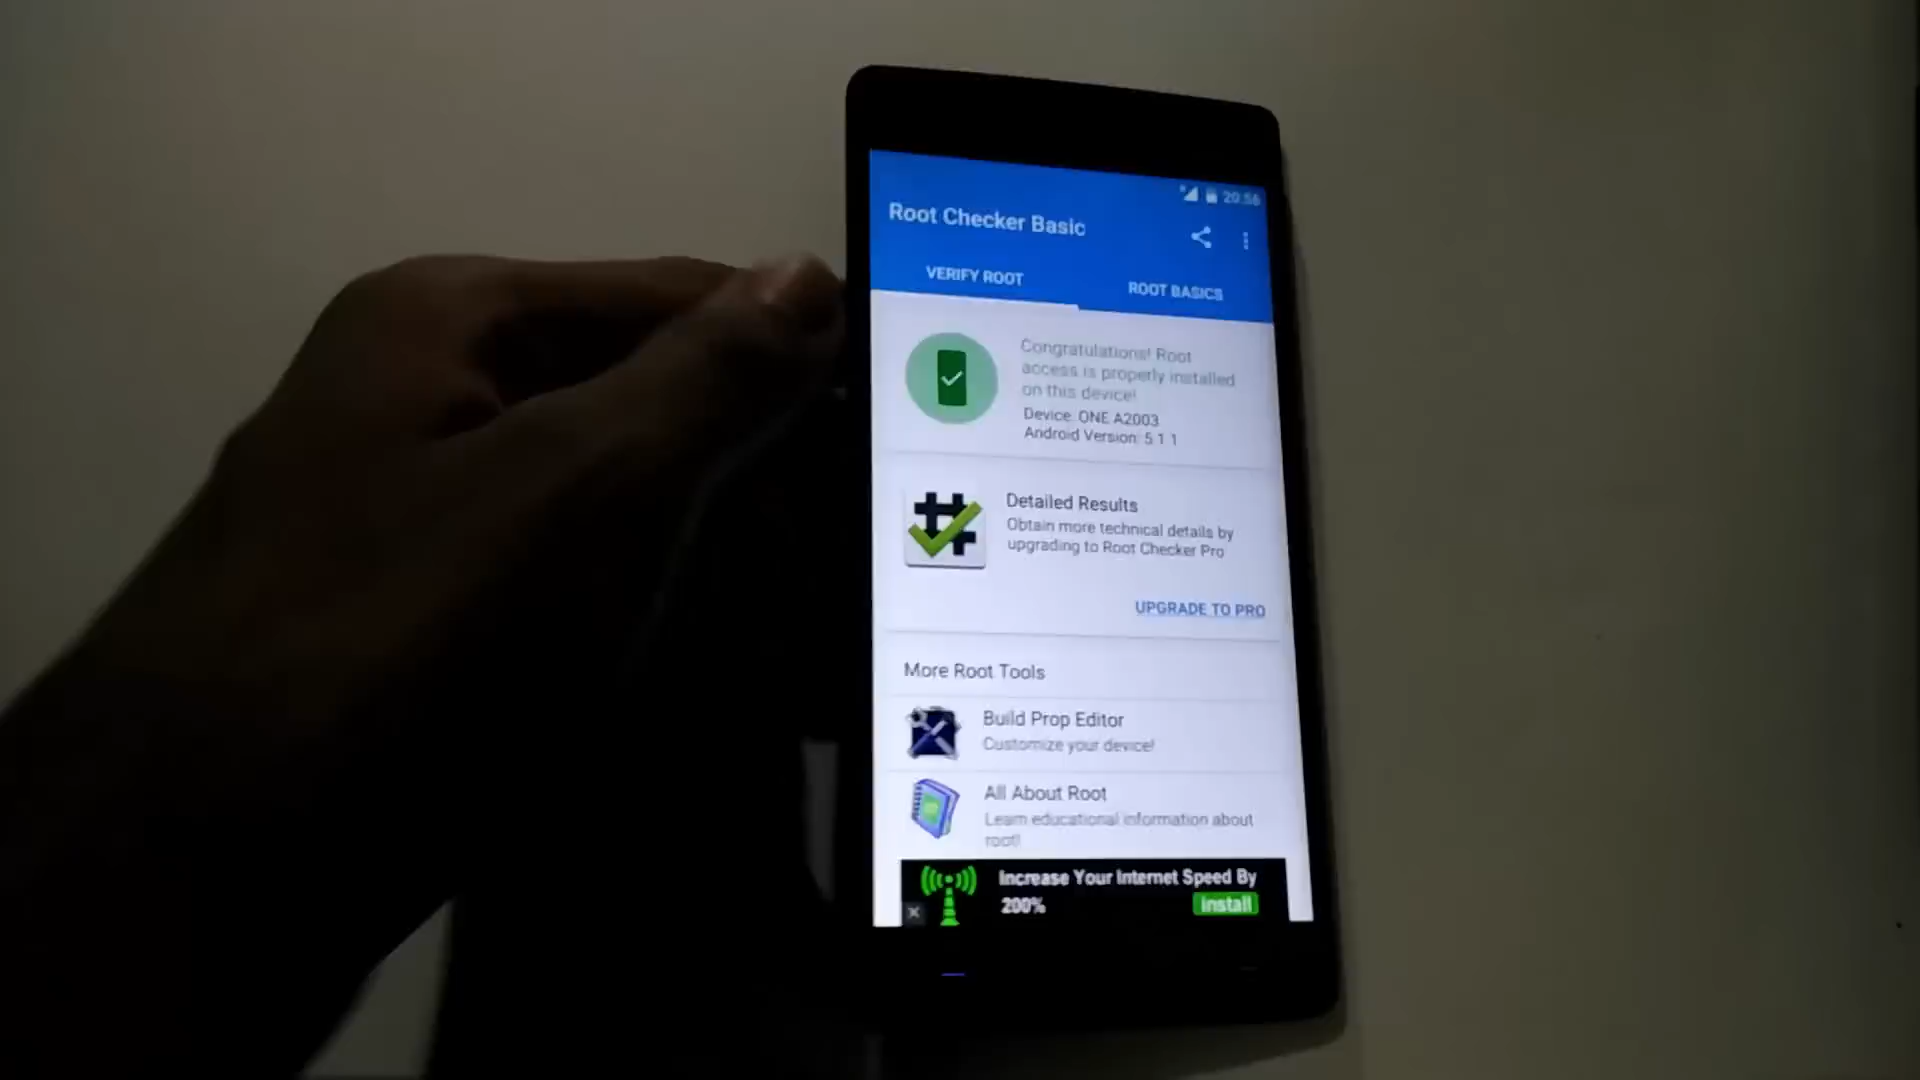 20:56
Root Checker Basic
VERIFY ROOT
ROOT BASICS
Congratulations! Root
access is properly installed
on this device!
Device: ONE A2003
Android Version: 5.1.1
Detailed Results
Obtain more technical details by
upgrading to Root Checker Pro
UPGRADE TO PRO
More Root Tools
Build Prop Editor
Customize your device!
All About Root
Learn educational information about
root!
Increase Your Internet Speed By
200%
Install